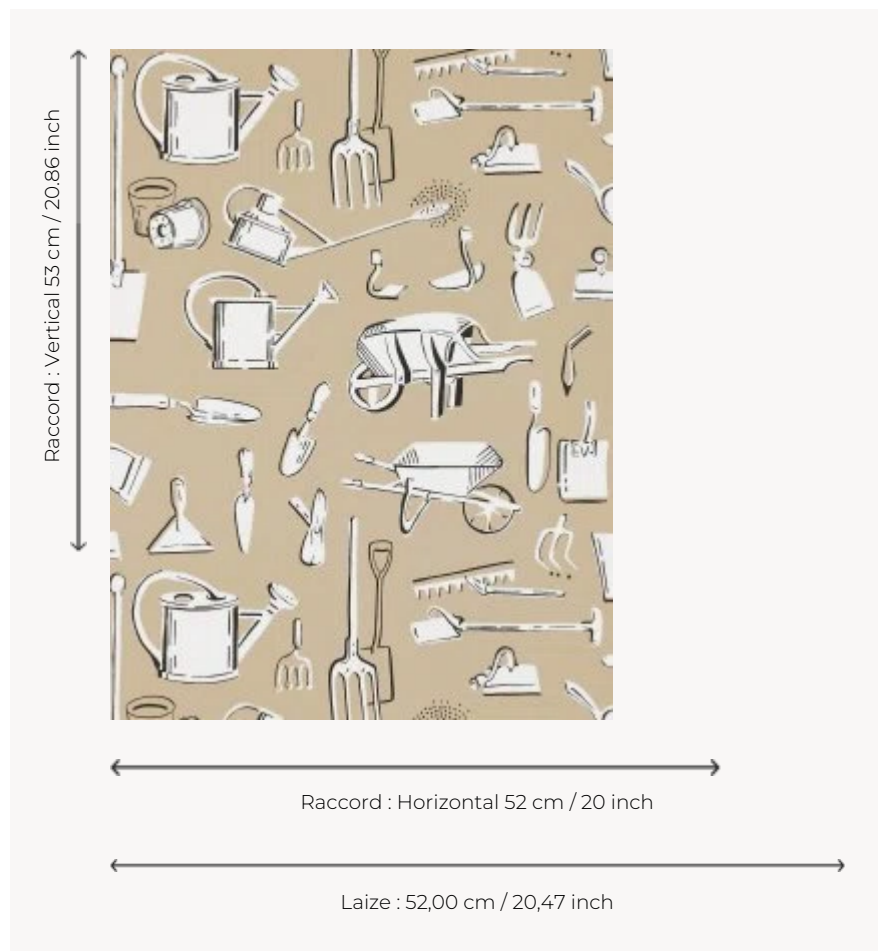 Raccord : Vertical 53 cm / 20.86 inch
Raccord : Horizontal 52 cm / 20 inch
Laize : 52,00 cm / 20,47 inch